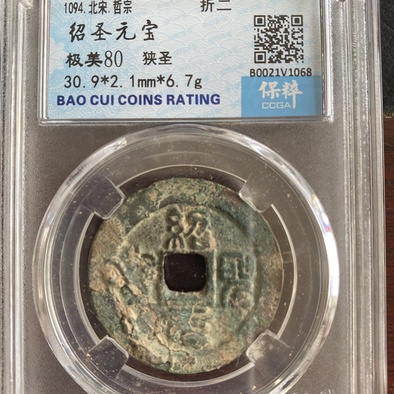 1094.北宋.哲宗 折二
绍圣元宝
极美80 狭圣
30.9*2.1mm*6.7g
BAO CUI COINS RATING
B0021V1068
保粹
CCGA